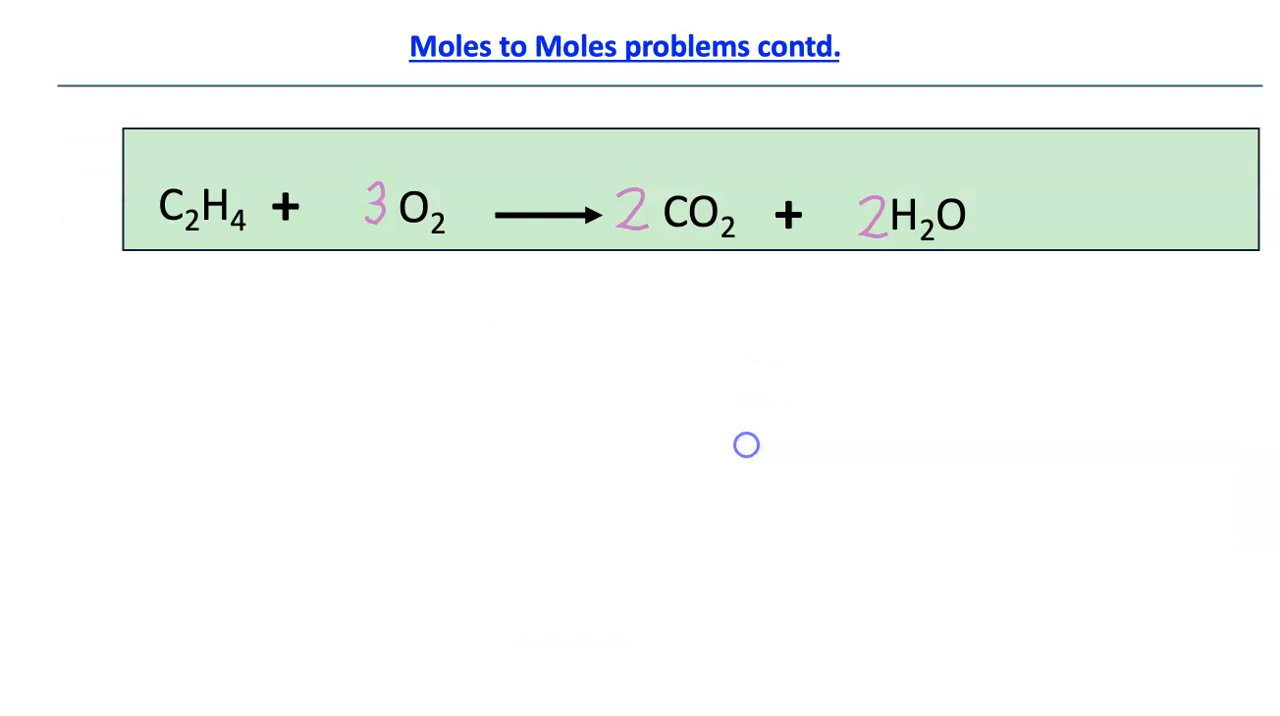 Moles to Moles problems contd.
C₂H₄ + 3 O₂ ⟶ 2 CO₂ + 2H₂O